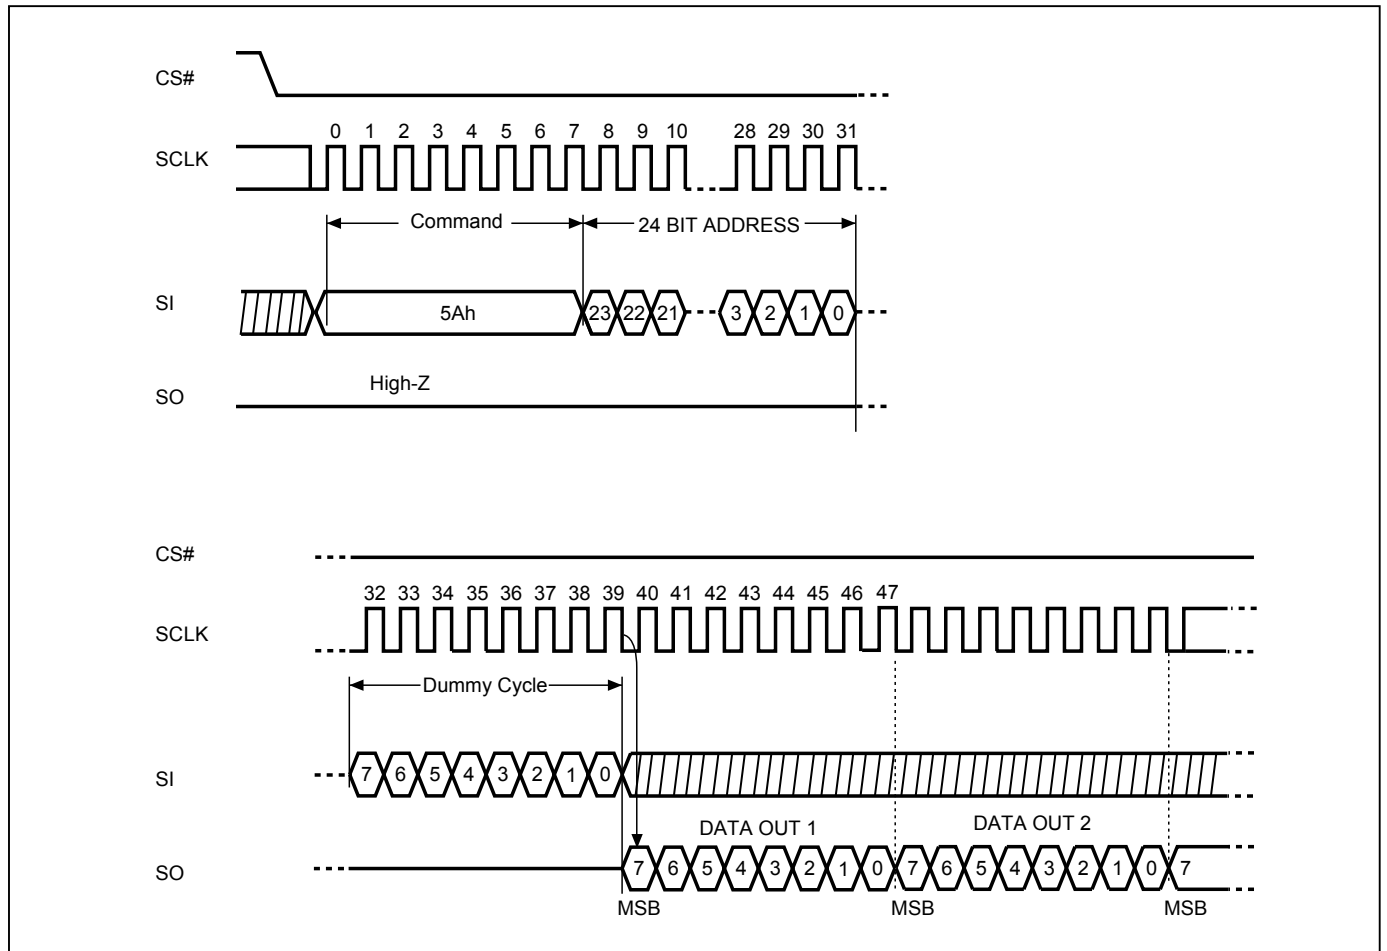 CS#
0 1 2 3 4 5 6 7 8 9 10 28 29 30 31
SCLK
Command 24 BIT ADDRESS
SI 5Ah 23 22 21 3 2 1 0
High-Z
SO
CS#
32 33 34 35 36 37 38 39 40 41 42 43 44 45 46 47
SCLK
Dummy Cycle
SI 7 6 5 4 3 2 1 0
DATA OUT 1 DATA OUT 2
SO 7 6 5 4 3 2 1 0 7 6 5 4 3 2 1 0 7
MSB MSB MSB